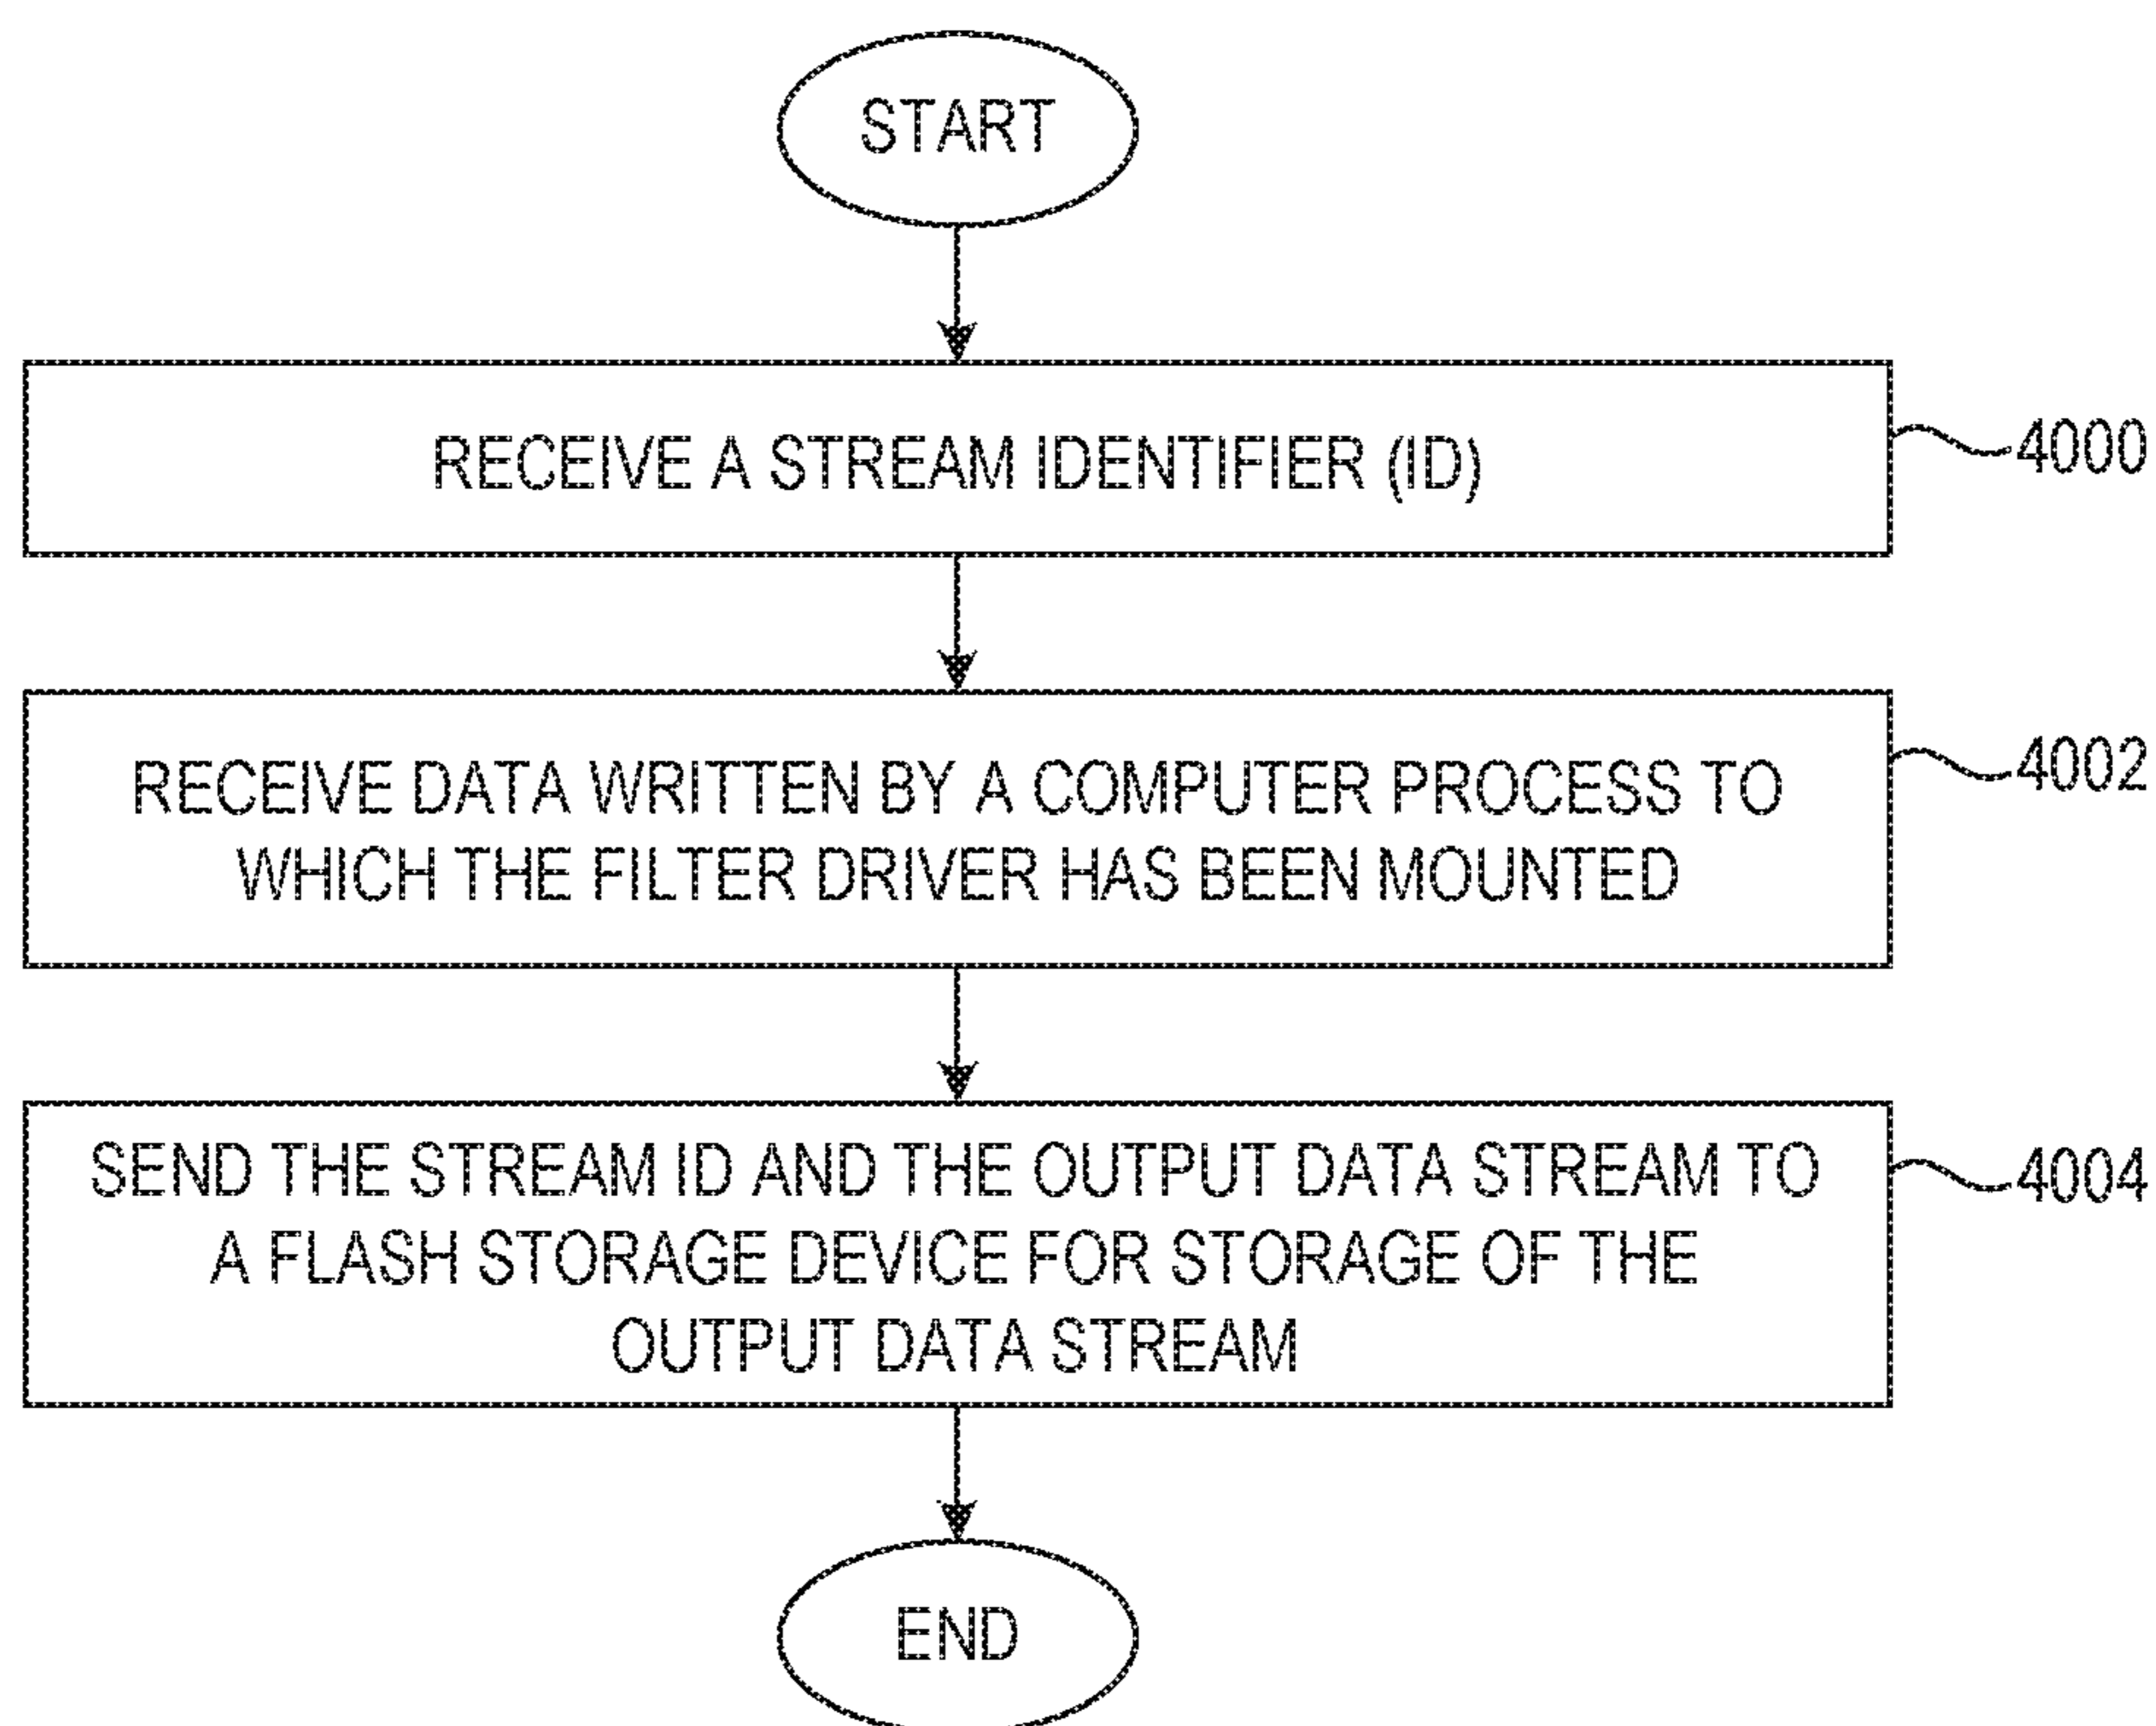 START
RECEIVE A STREAM IDENTIFIER (ID)
4000
RECEIVE DATA WRITTEN BY A COMPUTER PROCESS TO
WHICH THE FILTER DRIVER HAS BEEN MOUNTED
4002
SEND THE STREAM ID AND THE OUTPUT DATA STREAM TO
A FLASH STORAGE DEVICE FOR STORAGE OF THE
OUTPUT DATA STREAM
4004
END